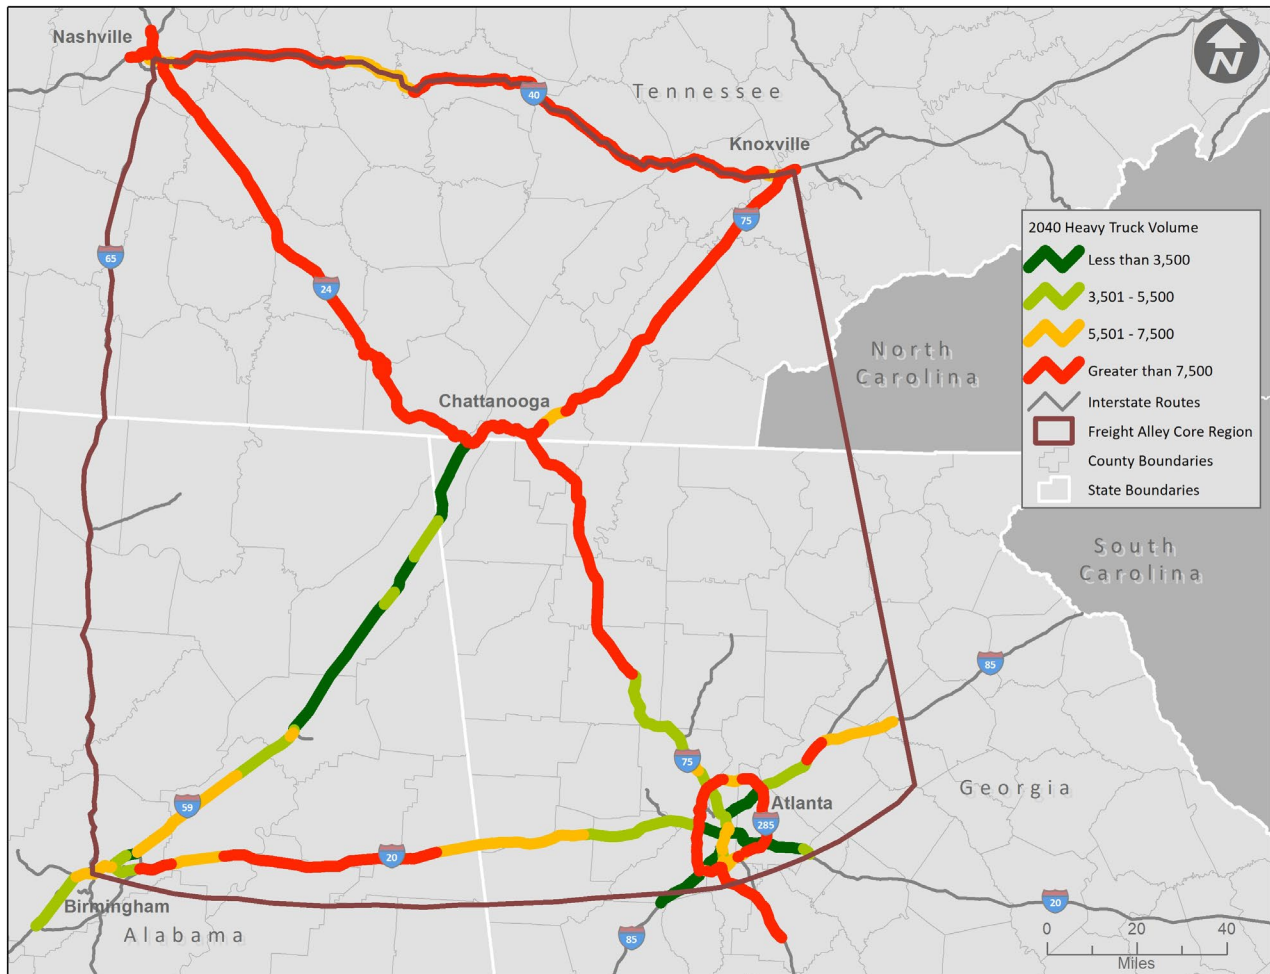 Nashville
N
40
Tennessee
Knoxville
75
65
24
2040 Heavy Truck Volume
Less than 3,500
3,501 - 5,500
5,501 - 7,500
Greater than 7,500
Interstate Routes
Freight Alley Core Region
County Boundaries
State Boundaries
North
Carolina
Chattanooga
South
Carolina
85
75
59
Atlanta
Georgia
285
20
Birmingham
Alabama
85
20
0 20 40
Miles